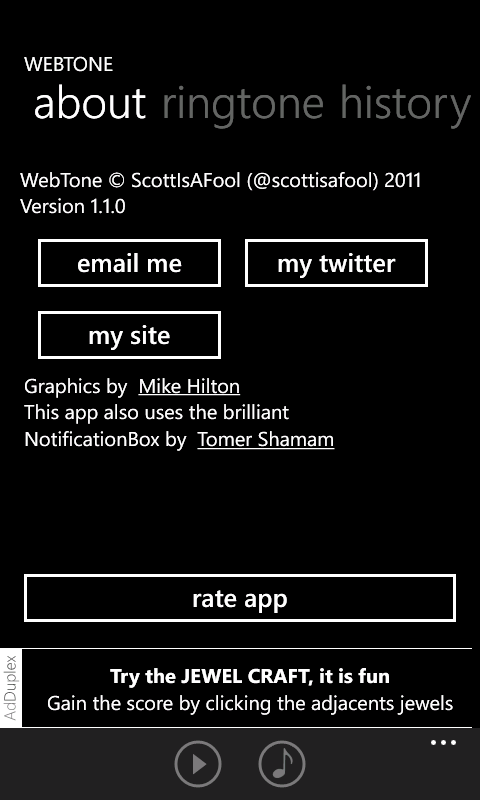 WEBTONE
about ringtone history
WebTone © ScottIsAFool (@scottisafool) 2011
Version 1.1.0
email me my twitter
my site
Graphics by Mike Hilton
This app also uses the brilliant
NotificationBox by Tomer Shamam
rate app
AdDuplex
Try the JEWEL CRAFT, it is fun
Gain the score by clicking the adjacents jewels